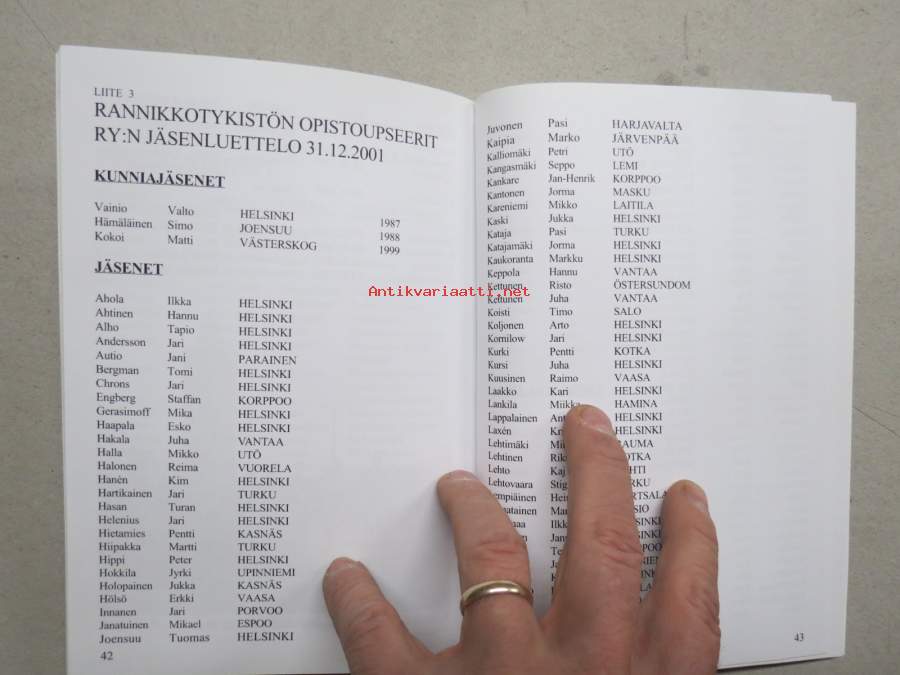 LIITE 3
RANNIKKOTYKISTÖN OPISTOUPSEERIT
RY:N JÄSENLUETTELO 31.12.2001
KUNNIAJÄSENET
Vainio Valto HELSINKI 1987
Hämäläinen Simo JOENSUU 1988
Kokoi Matti VÄSTERSKOG 1999
JÄSENET
Ahola Ilkka HELSINKI
Ahtinen Hannu HELSINKI
Alho Tapio HELSINKI
Andersson Jari HELSINKI
Autio Jani PARAINEN
Bergman Tomi HELSINKI
Chrons Jari HELSINKI
Engberg Staffan KORPPOO
Gerasimoff Mika HELSINKI
Haapala Esko HELSINKI
Hakala Juha VANTAA
Halla Mikko UTÖ
Halonen Reima VUORELA
Hanén Kim HELSINKI
Hartikainen Jari TURKU
Hasan Turan HELSINKI
Helenius Jari HELSINKI
Hietamies Pentti KASNÄS
Hiipakka Martti TURKU
Hippi Peter HELSINKI
Hokkila Jyrki UPINNIEMI
Holopainen Jukka KASNÄS
Hölsö Erkki VAASA
Innanen Jari PORVOO
Janatuinen Mikael ESPOO
Joensuu Tuomas HELSINKI
42
Juvonen Pasi HARJAVALTA
Kaipia Marko JÄRVENPÄÄ
Kalliomäki Petri UTÖ
Kangasmäki Seppo LEMI
Kankare Jan-Henrik KORPPOO
Kantonen Jorma MASKU
Kareniemi Mikko LAITILA
Kaski Jukka HELSINKI
Kataja Pasi TURKU
Katajamäki Jorma HELSINKI
Kaukoranta Markku HELSINKI
Keppola Hannu VANTAA
Kettunen Risto ÖSTERSUNDOM
Kettunen Juha VANTAA
Koisti Timo SALO
Koljonen Arto HELSINKI
Kornilow Jari HELSINKI
Kurki Pentti KOTKA
Kursi Juha HELSINKI
Kuusinen Raimo VAASA
Laakko Kari HELSINKI
Lankila Miikka HAMINA
Lappalainen HELSINKI
Laxén HELSINKI
Lehtimäki
Lehtinen
Lehto Kaj
Lehtovaara Stig
43
Antikvariaatti.net